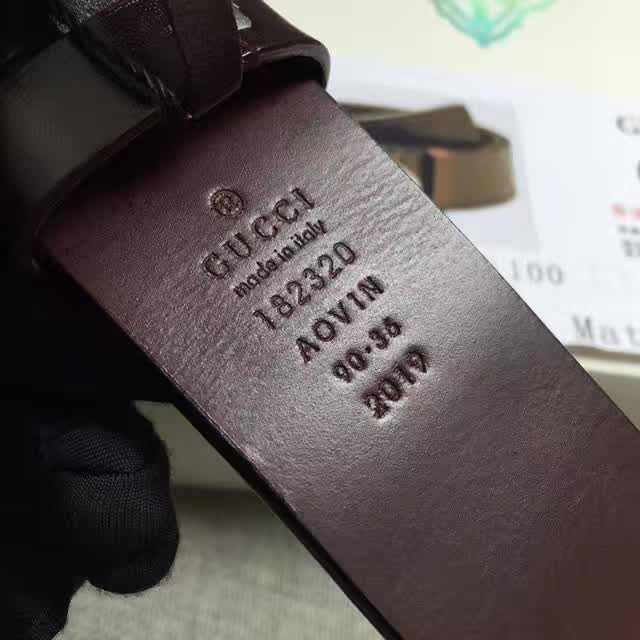 ®
GUCCI
made in italy
182320
AOVIN
90·36
2019
G
100
Mat